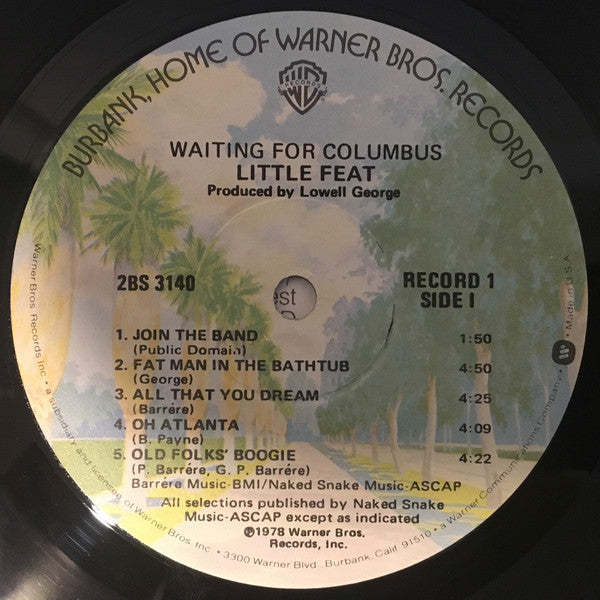 BURBANK, HOME OF WARNER BROS. RECORDS
WB
RECORDS
WAITING FOR COLUMBUS
LITTLE FEAT
Produced by Lowell George
2BS 3140
RECORD 1
SIDE 1
est
1. JOIN THE BAND 1:50
(Public Domain)
2. FAT MAN IN THE BATHTUB 4:50
(George)
3. ALL THAT YOU DREAM 4:25
(Barrére)
4. OH ATLANTA 4:09
(B. Payne)
5. OLD FOLKS' BOOGIE 4:22
(P. Barrére, G. P. Barrére)
Barrére Music-BMI/Naked Snake Music-ASCAP
All selections published by Naked Snake
Music-ASCAP except as indicated
℗1978 Warner Bros.
Records, Inc.
Warner Bros. Records Inc. • a subsidiary and licensee of Warner Bros. Inc. • 3300 Warner Blvd., Burbank, Calif. 91510 • a Warner Communications Company • Made in U.S.A.